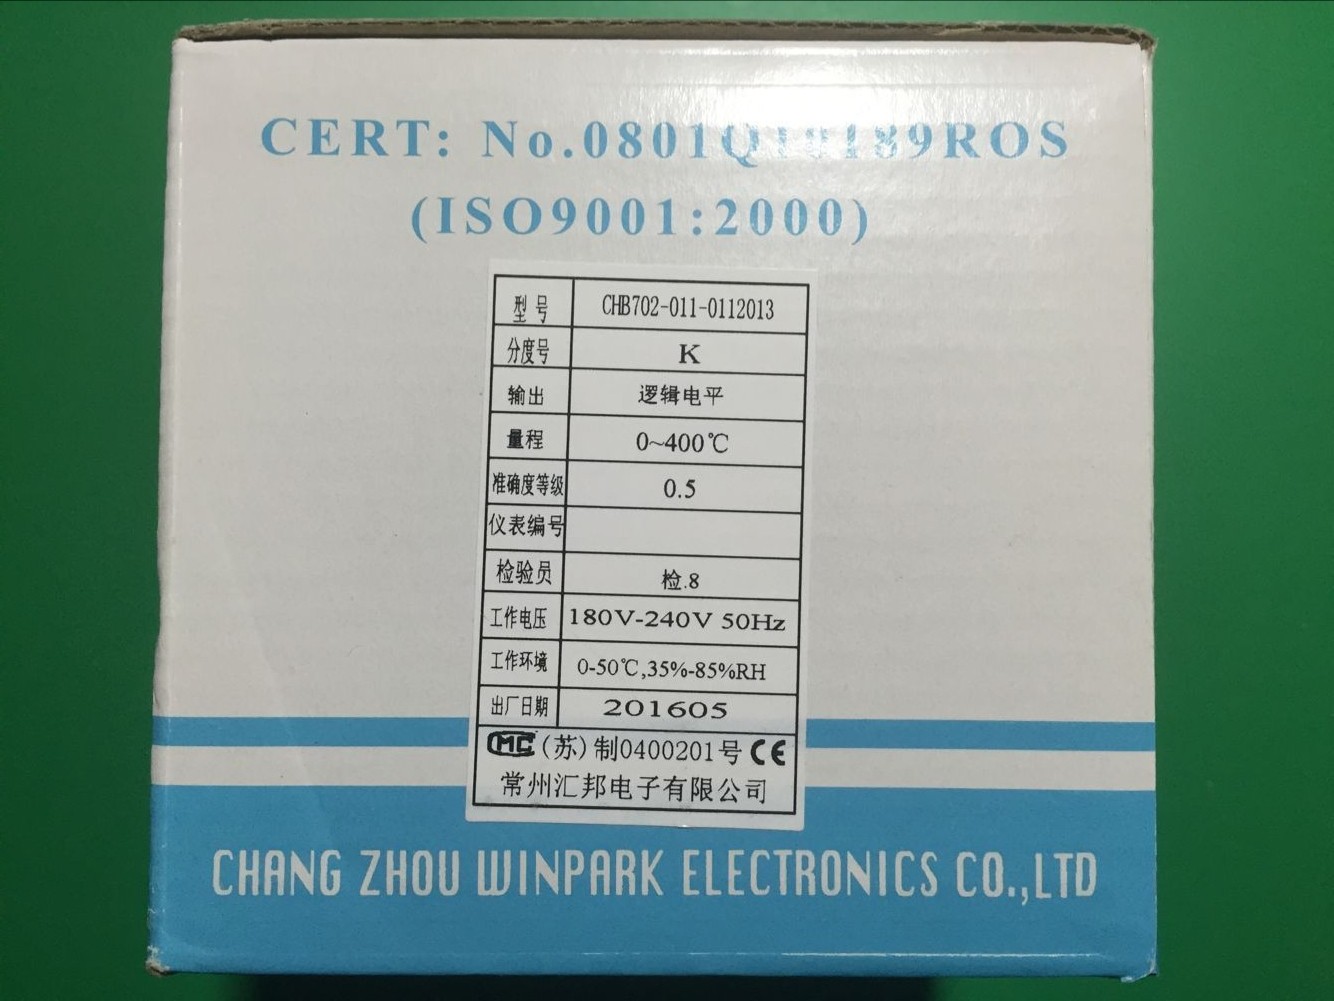 CERT: No.0801Q10189ROS
(ISO9001:2000)
型号 CHB702-011-0112013
分度号 K
输出 逻辑电平
量程 0~400℃
准确度等级 0.5
仪表编号
检验员 检.8
工作电压 180V-240V 50Hz
工作环境 0-50℃,35%-85%RH
出厂日期 201605
MC (苏)制0400201号 CE
常州汇邦电子有限公司
CHANG ZHOU WINPARK ELECTRONICS CO.,LTD